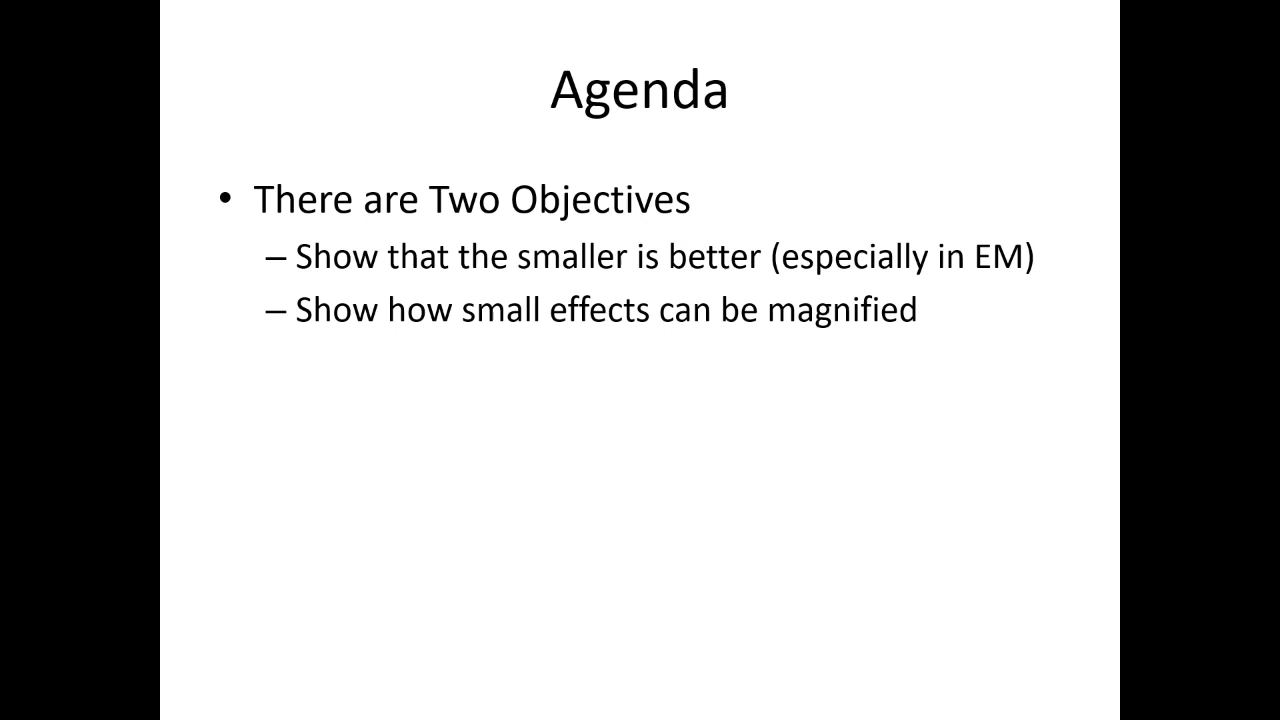 Agenda
• There are Two Objectives
– Show that the smaller is better (especially in EM)
– Show how small effects can be magnified